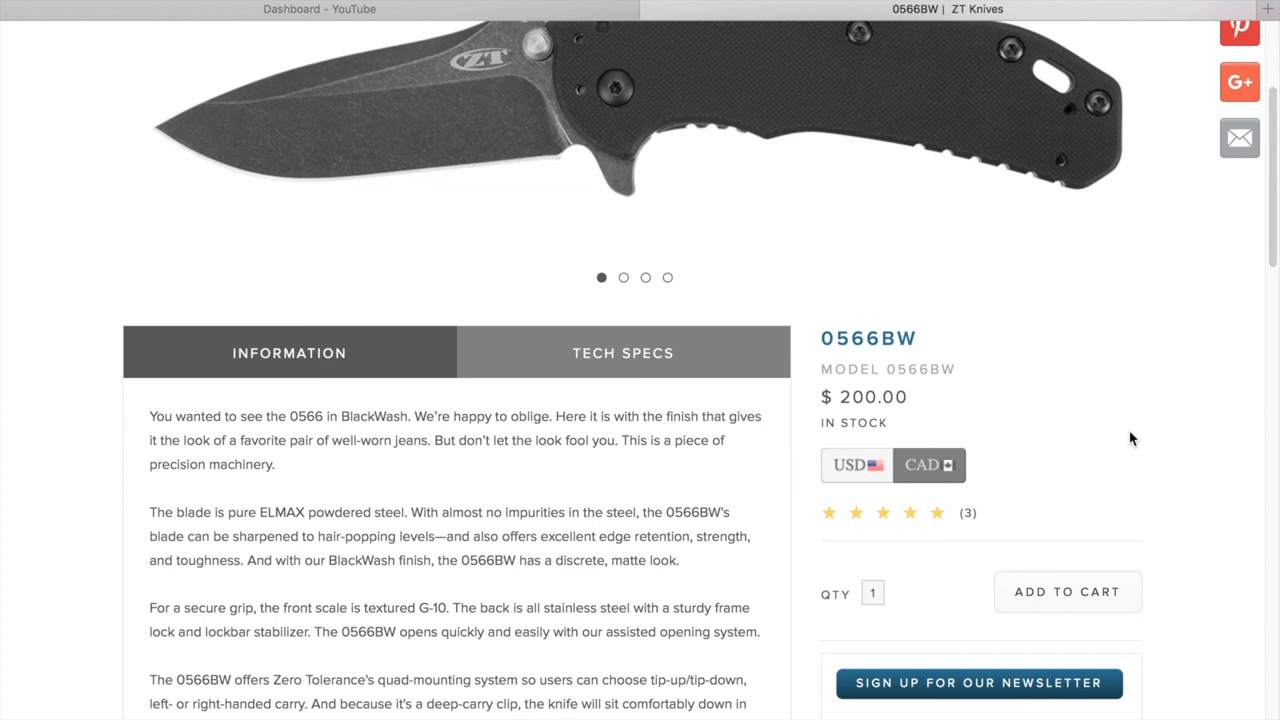 Dashboard - YouTube
0566BW | ZT Knives
ZT
G+
INFORMATION
TECH SPECS
You wanted to see the 0566 in BlackWash. We're happy to oblige. Here it is with the finish that gives
it the look of a favorite pair of well-worn jeans. But don't let the look fool you. This is a piece of
precision machinery.
The blade is pure ELMAX powdered steel. With almost no impurities in the steel, the 0566BW's
blade can be sharpened to hair-popping levels—and also offers excellent edge retention, strength,
and toughness. And with our BlackWash finish, the 0566BW has a discrete, matte look.
For a secure grip, the front scale is textured G-10. The back is all stainless steel with a sturdy frame
lock and lockbar stabilizer. The 0566BW opens quickly and easily with our assisted opening system.
The 0566BW offers Zero Tolerance's quad-mounting system so users can choose tip-up/tip-down,
left- or right-handed carry. And because it's a deep-carry clip, the knife will sit comfortably down in
0566BW
MODEL 0566BW
$ 200.00
IN STOCK
USD CAD
(3)
QTY 1 ADD TO CART
SIGN UP FOR OUR NEWSLETTER